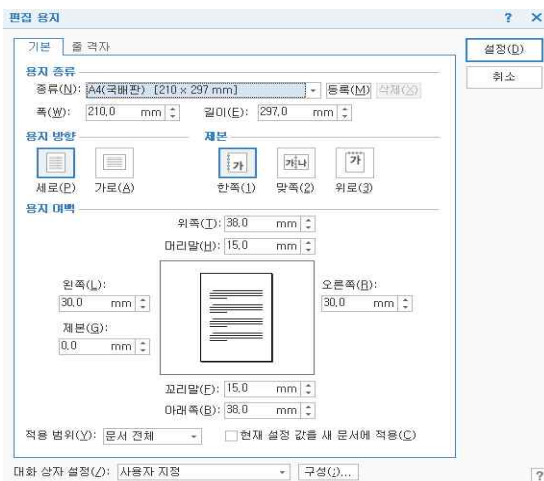 편집 용지 ? ×
기본 줄 격자
설정(D)
취소
용지 종류
종류(N): A4(국배판) [210 x 297 mm] 등록(M) 삭제(X)
폭(W): 210.0 mm 길이(E): 297.0 mm
용지 방향 제본
가 가나 가
세로(P) 가로(A) 한쪽(1) 맞쪽(2) 위로(3)
용지 여백
위쪽(T): 38.0 mm
머리말(H): 15.0 mm
왼쪽(L): 오른쪽(R):
30.0 mm 30.0 mm
제본(G):
0.0 mm
꼬리말(F): 15.0 mm
아래쪽(B): 38.0 mm
적용 범위(Y): 문서 전체 현재 설정 값을 새 문서에 적용(C)
대화 상자 설정(/): 사용자 지정 구성(;)... ?